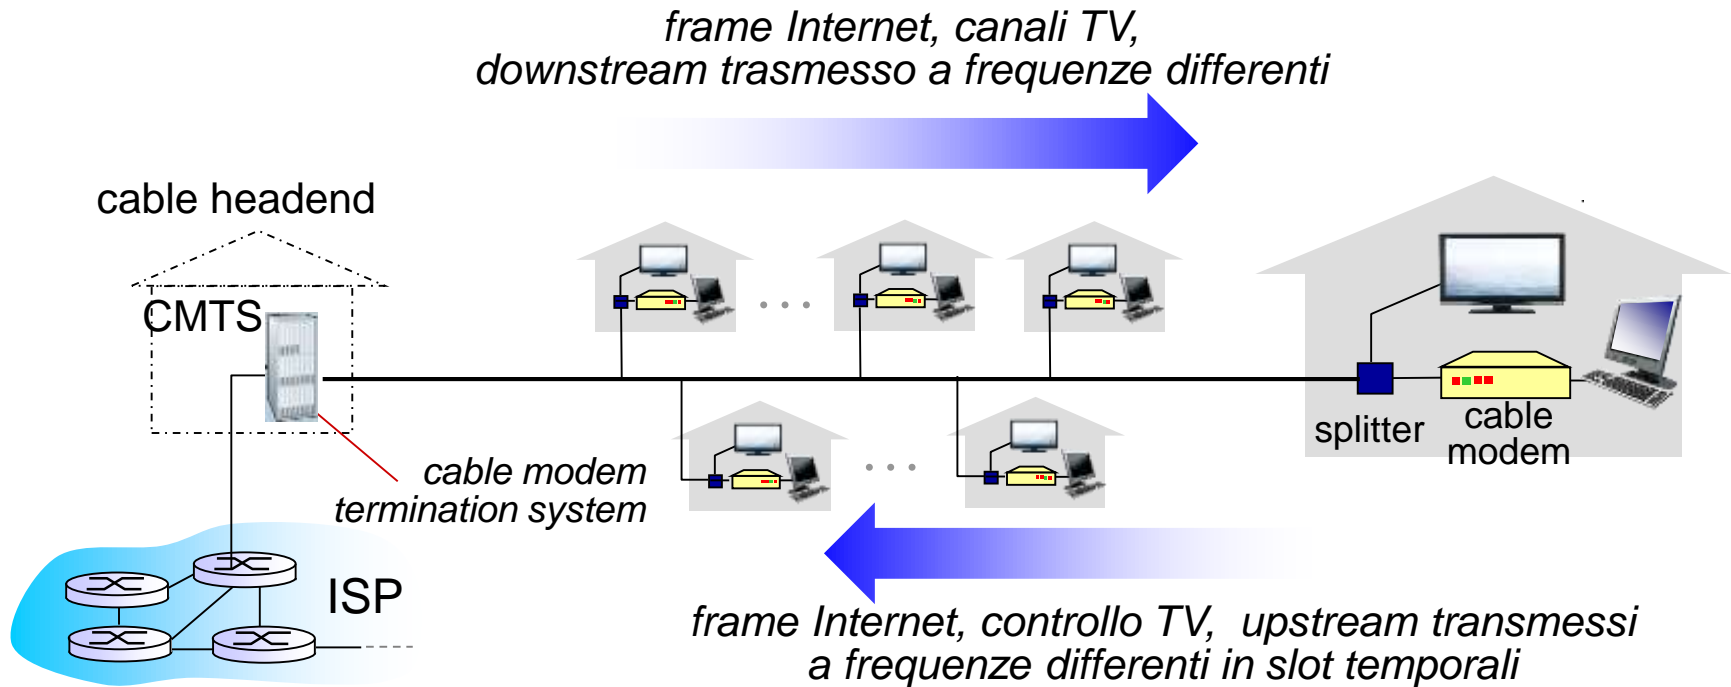 frame Internet, canali TV,
downstream trasmesso a frequenze differenti
cable headend
CMTS
splitter
cable
modem
cable modem
termination system
ISP
frame Internet, controllo TV,  upstream transmessi
a frequenze differenti in slot temporali